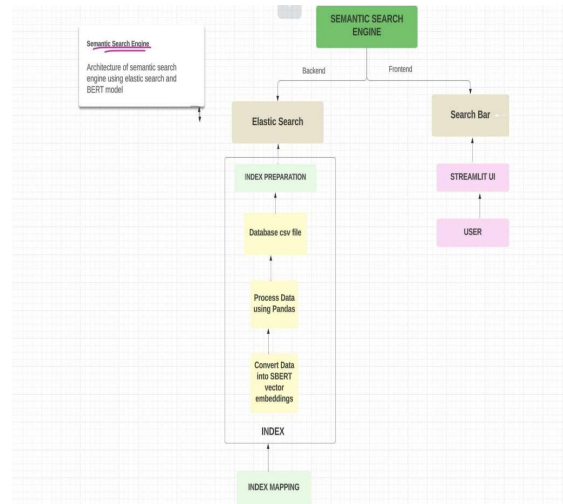 Semantic Search Engine
Architecture of semantic search
engine using elastic search and
BERT model
SEMANTIC SEARCH
ENGINE
Backend
Frontend
Elastic Search
Search Bar
INDEX PREPARATION
STREAMLIT UI
Database csv file
USER
Process Data
using Pandas
Convert Data
into SBERT
vector
embeddings
INDEX
INDEX MAPPING